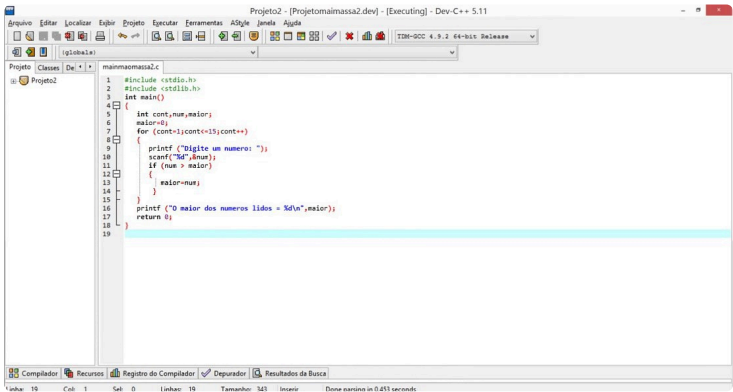 Projeto2 - [Projetomaimassa2.dev] - [Executing] - Dev-C++ 5.11
Arquivo Editar Localizar Exibir Projeto Executar Ferramentas AStyle Janela Ajuda
TDM-GCC 4.9.2 64-bit Release
(globals)
Projeto Classes De mainmaomassa2.c
Projeto2
1 #include <stdio.h>
2 #include <stdlib.h>
3 int main()
4 {
5 int cont,num,maior;
6 maior=0;
7 for (cont=1;cont<=15;cont++)
8 {
9 printf ("Digite um numero: ");
10 scanf("%d",&num);
11 if (num > maior)
12 {
13 maior=num;
14 }
15 }
16 printf ("O maior dos numeros lidos = %d\n",maior);
17 return 0;
18 }
19
Compilador Recursos Registro do Compilador Depurador Resultados da Busca
Linha: 19 Col: 1 Sel: 0 Linhas: 19 Tamanho: 343 Inserir Done parsing in 0.453 seconds